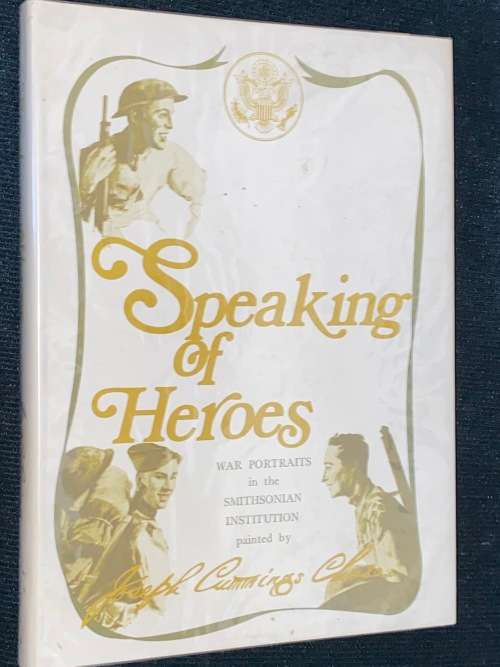 Speaking
of
Heroes
WAR PORTRAITS
in the
SMITHSONIAN
INSTITUTION
painted by
Joseph Cummings Chase